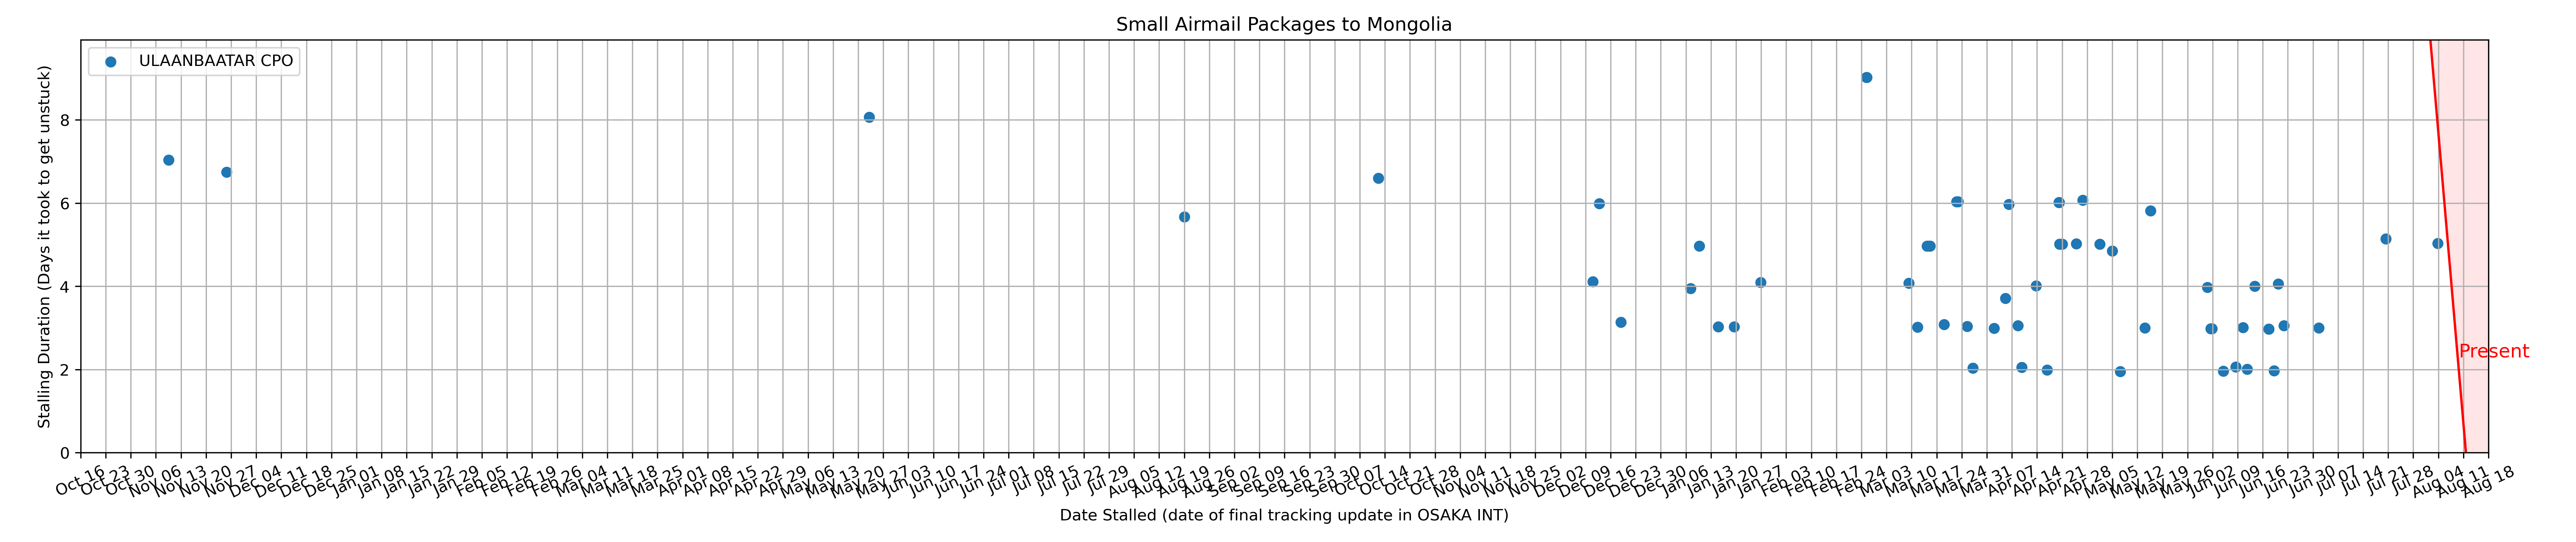 Small Airmail Packages to Mongolia
ULAANBAATAR CPO
Stalling Duration (Days it took to get unstuck)
8
6
4
2
0
Present
Oct 16
Oct 23
Oct 30
Nov 06
Nov 13
Nov 20
Nov 27
Dec 04
Dec 11
Dec 18
Dec 25
Jan 01
Jan 08
Jan 15
Jan 22
Jan 29
Feb 05
Feb 12
Feb 19
Feb 26
Mar 04
Mar 11
Mar 18
Mar 25
Apr 01
Apr 08
Apr 15
Apr 22
Apr 29
May 06
May 13
May 20
May 27
Jun 03
Jun 10
Jun 17
Jun 24
Jul 01
Jul 08
Jul 15
Jul 22
Jul 29
Aug 05
Aug 12
Aug 19
Aug 26
Sep 02
Sep 09
Sep 16
Sep 23
Sep 30
Oct 07
Oct 14
Oct 21
Oct 28
Nov 04
Nov 11
Nov 18
Nov 25
Dec 02
Dec 09
Dec 16
Dec 23
Dec 30
Jan 06
Jan 13
Jan 20
Jan 27
Feb 03
Feb 10
Feb 17
Feb 24
Mar 03
Mar 10
Mar 17
Mar 24
Mar 31
Apr 07
Apr 14
Apr 21
Apr 28
May 05
May 12
May 19
May 26
Jun 02
Jun 09
Jun 16
Jun 23
Jun 30
Jul 07
Jul 14
Jul 21
Jul 28
Aug 04
Aug 11
Aug 18
Date Stalled (date of final tracking update in OSAKA INT)